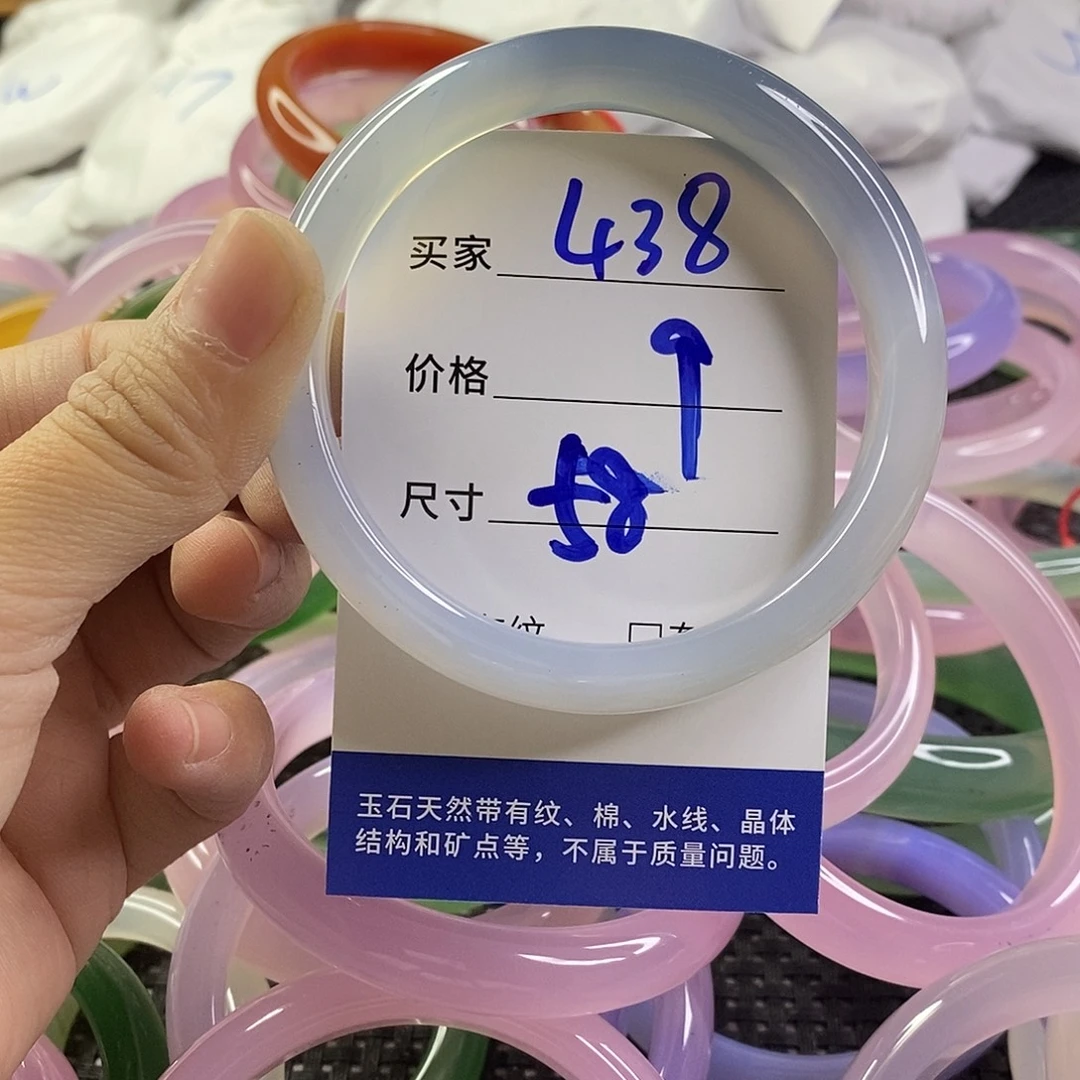 买家 438
价格
尺寸 58
纹 □
玉石天然带有纹、棉、水线、晶体
结构和矿点等，不属于质量问题。